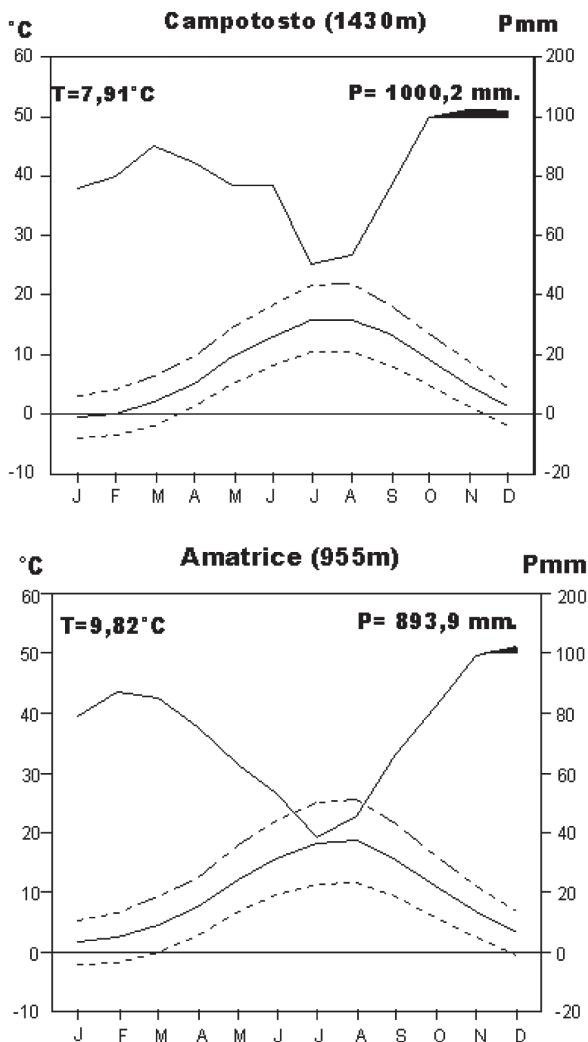 Campotosto (1430m)
°C Pmm
60 200
T=7,91°C P= 1000,2 mm.
50 100
40 80
30 60
20 40
10 20
0 0
-10 -20
J F M A M J J A S O N D
Amatrice (955m)
°C Pmm
60 200
T=9,82°C P= 893,9 mm.
50 100
40 80
30 60
20 40
10 20
0 0
-10 -20
J F M A M J J A S O N D